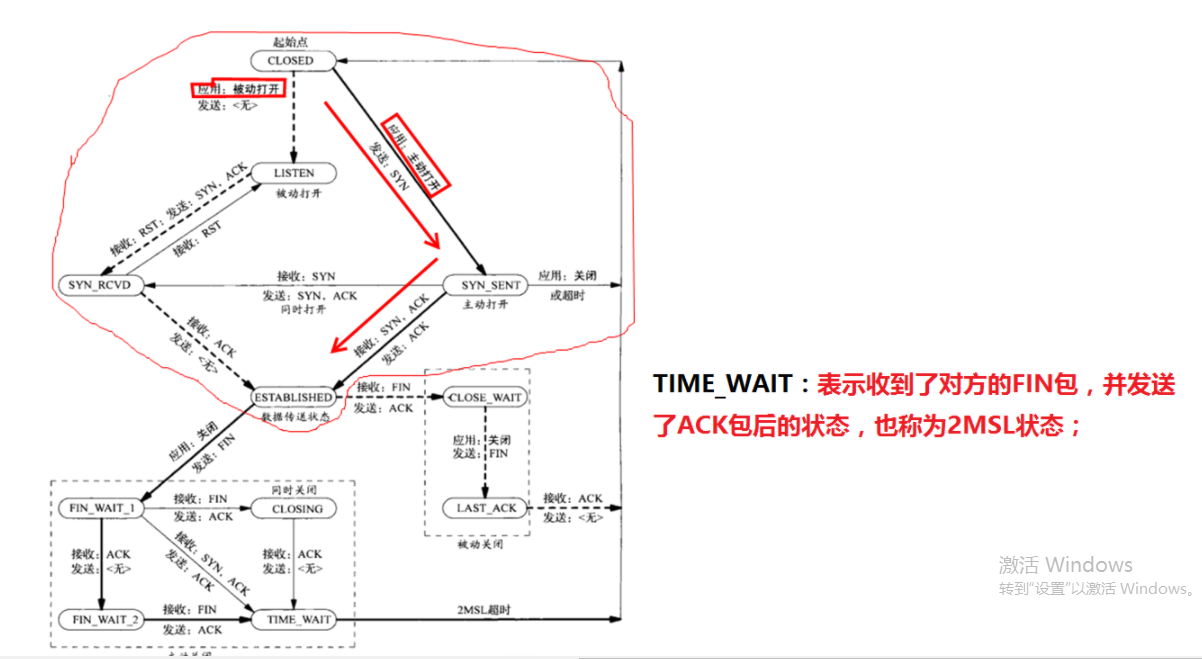 起始点
CLOSED
应用：被动打开
发送：<无>
应用：主动打开
发送：SYN
LISTEN
被动打开
接收：RST；发送：SYN，ACK
接收：RST
SYN_RCVD
接收：SYN
发送：SYN，ACK
同时打开
SYN_SENT
主动打开
应用：关闭
或超时
接收：ACK
发送：<无>
接收：SYN，ACK
发送：ACK
ESTABLISHED
数据传送状态
接收：FIN
发送：ACK
CLOSE_WAIT
TIME_WAIT：表示收到了对方的FIN包，并发送
了ACK包后的状态，也称为2MSL状态；
应用：关闭
发送：FIN
应用：关闭
发送：FIN
同时关闭
FIN_WAIT_1
接收：FIN
发送：ACK
CLOSING
LAST_ACK
接收：ACK
发送：<无>
被动关闭
接收：ACK
发送：<无>
接收：SYN，ACK
发送：ACK
接收：ACK
发送：<无>
FIN_WAIT_2
接收：FIN
发送：ACK
TIME_WAIT
2MSL超时
激活 Windows
转到"设置"以激活 Windows。